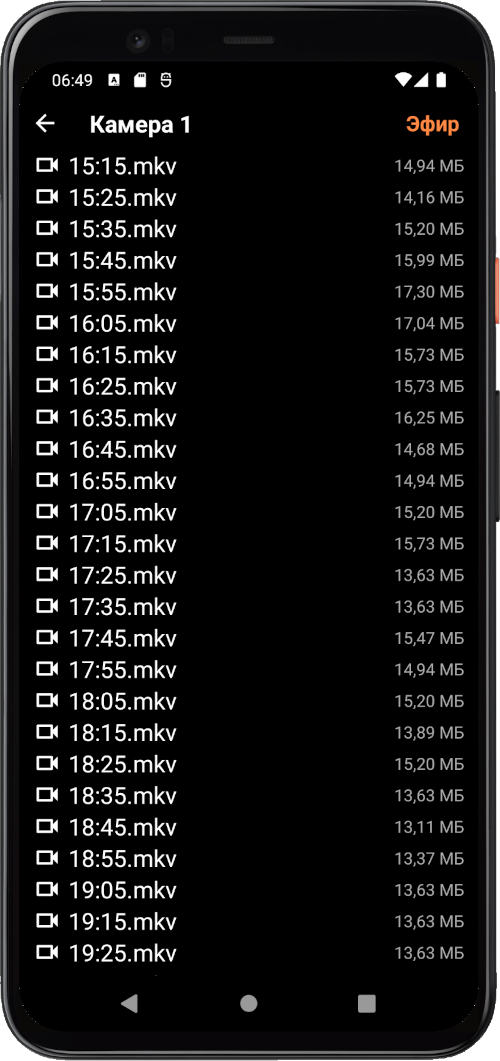 06:49
Камера 1 Эфир
15:15.mkv 14,94 МБ
15:25.mkv 14,16 МБ
15:35.mkv 15,20 МБ
15:45.mkv 15,99 МБ
15:55.mkv 17,30 МБ
16:05.mkv 17,04 МБ
16:15.mkv 15,73 МБ
16:25.mkv 15,73 МБ
16:35.mkv 16,25 МБ
16:45.mkv 14,68 МБ
16:55.mkv 14,94 МБ
17:05.mkv 15,20 МБ
17:15.mkv 15,73 МБ
17:25.mkv 13,63 МБ
17:35.mkv 13,63 МБ
17:45.mkv 15,47 МБ
17:55.mkv 14,94 МБ
18:05.mkv 15,20 МБ
18:15.mkv 13,89 МБ
18:25.mkv 15,20 МБ
18:35.mkv 13,63 МБ
18:45.mkv 13,11 МБ
18:55.mkv 13,37 МБ
19:05.mkv 13,63 МБ
19:15.mkv 13,63 МБ
19:25.mkv 13,63 МБ